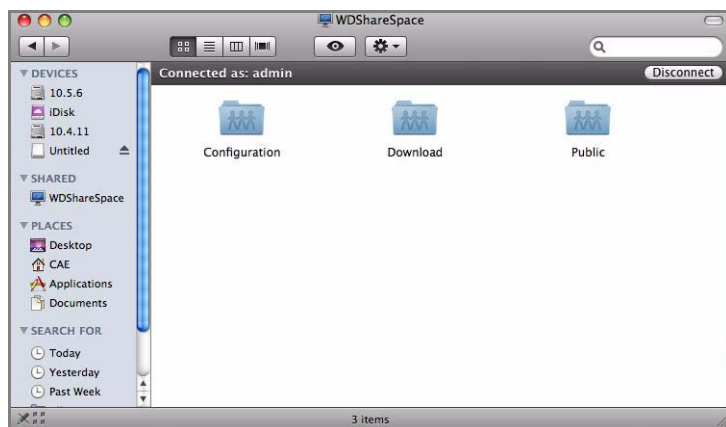 WDShareSpace
Connected as: admin
Disconnect
DEVICES
10.5.6
iDisk
10.4.11
Untitled
SHARED
WDShareSpace
PLACES
Desktop
CAE
Applications
Documents
SEARCH FOR
Today
Yesterday
Past Week
Configuration
Download
Public
3 items